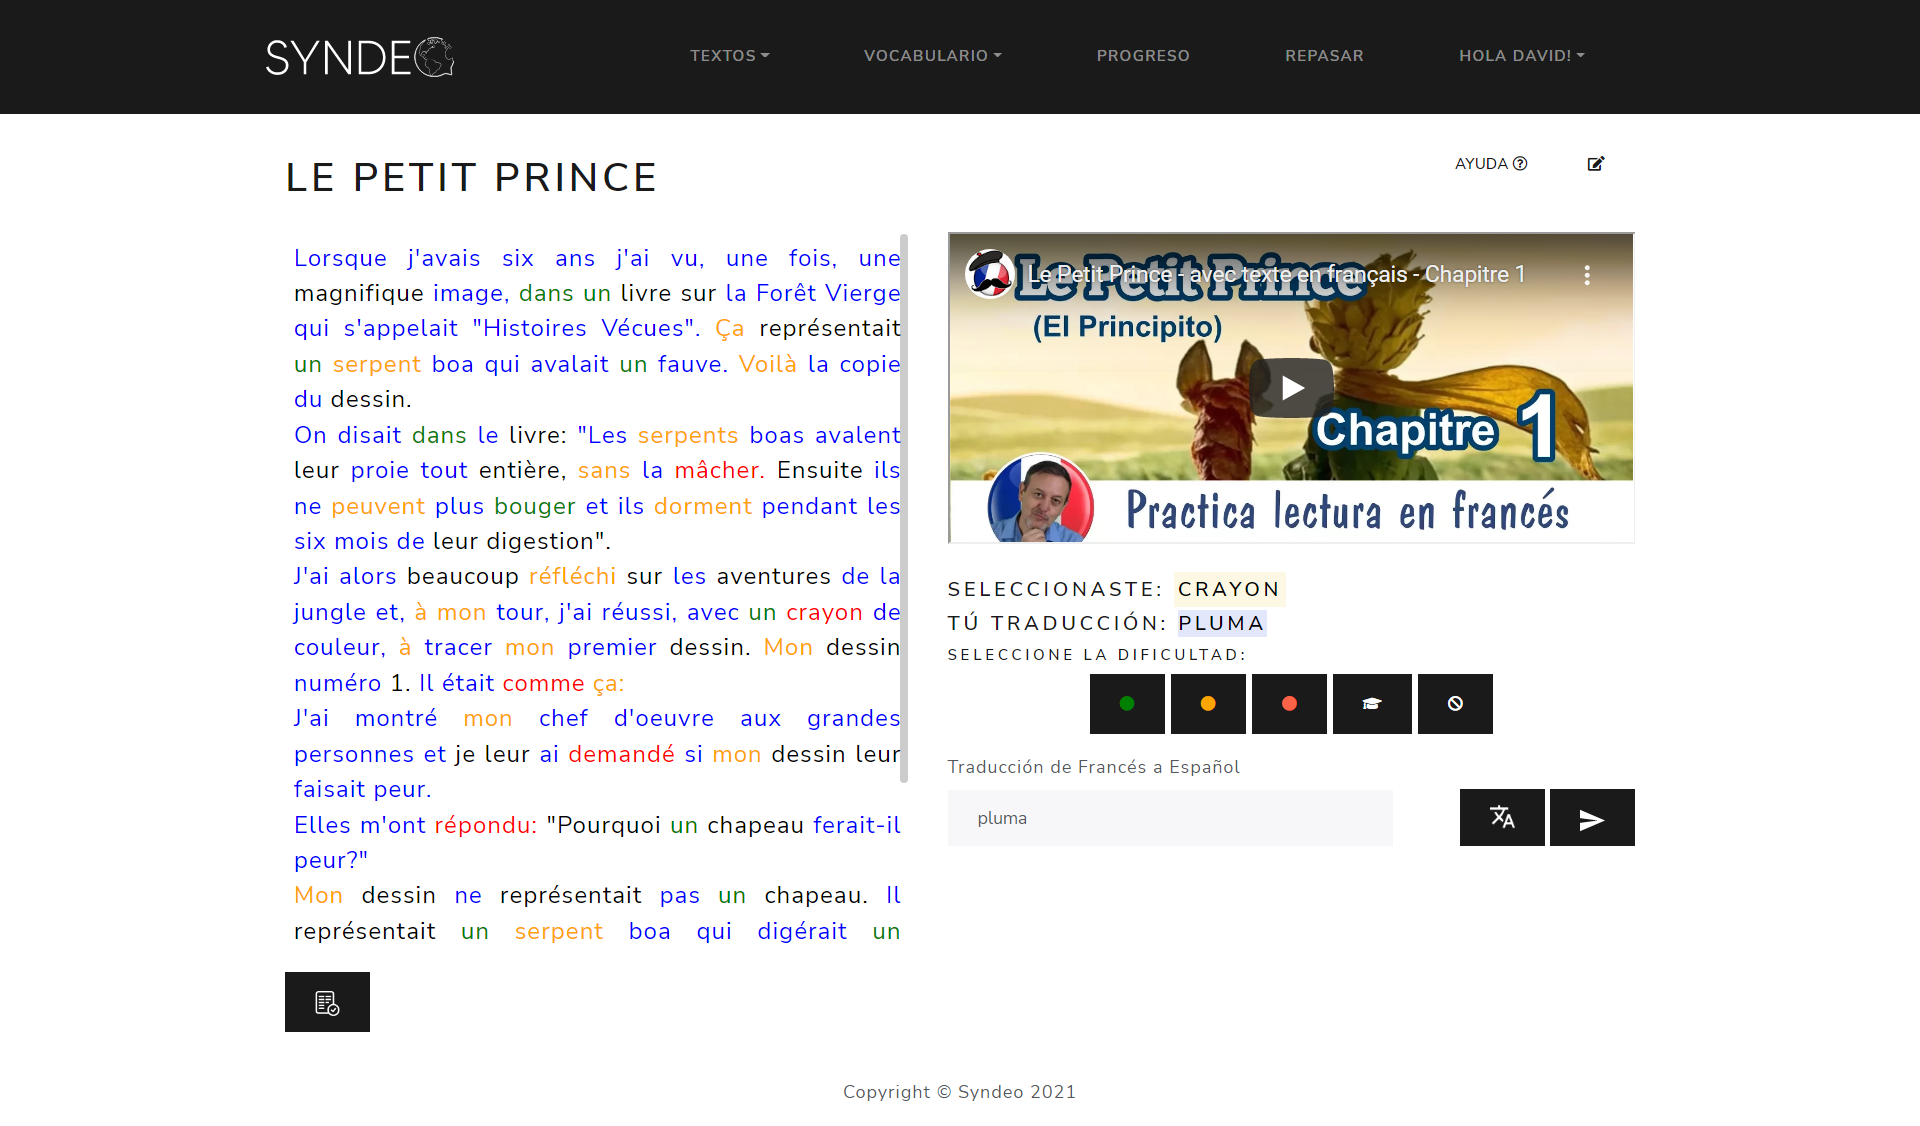 SYNDEO
TEXTOS
VOCABULARIO
PROGRESO
REPASAR
HOLA DAVID!
LE PETIT PRINCE
AYUDA
Lorsque j'avais six ans j'ai vu, une fois, une
magnifique image, dans un livre sur la Forêt Vierge
qui s'appelait "Histoires Vécues". Ça représentait
un serpent boa qui avalait un fauve. Voilà la copie
du dessin.
On disait dans le livre: "Les serpents boas avalent
leur proie tout entière, sans la mâcher. Ensuite ils
ne peuvent plus bouger et ils dorment pendant les
six mois de leur digestion".
J'ai alors beaucoup réfléchi sur les aventures de la
jungle et, à mon tour, j'ai réussi, avec un crayon de
couleur, à tracer mon premier dessin. Mon dessin
numéro 1. Il était comme ça:
J'ai montré mon chef d'oeuvre aux grandes
personnes et je leur ai demandé si mon dessin leur
faisait peur.
Elles m'ont répondu: "Pourquoi un chapeau ferait-il
peur?"
Mon dessin ne représentait pas un chapeau. Il
représentait un serpent boa qui digérait un
Le Petit Prince
Le Petit Prince - avec texte en français - Chapitre 1
(El Principito)
Chapitre 1
Practica lectura en francés
SELECCIONASTE: CRAYON
TÚ TRADUCCIÓN: PLUMA
SELECCIONE LA DIFICULTAD:
Traducción de Francés a Español
pluma
Copyright © Syndeo 2021